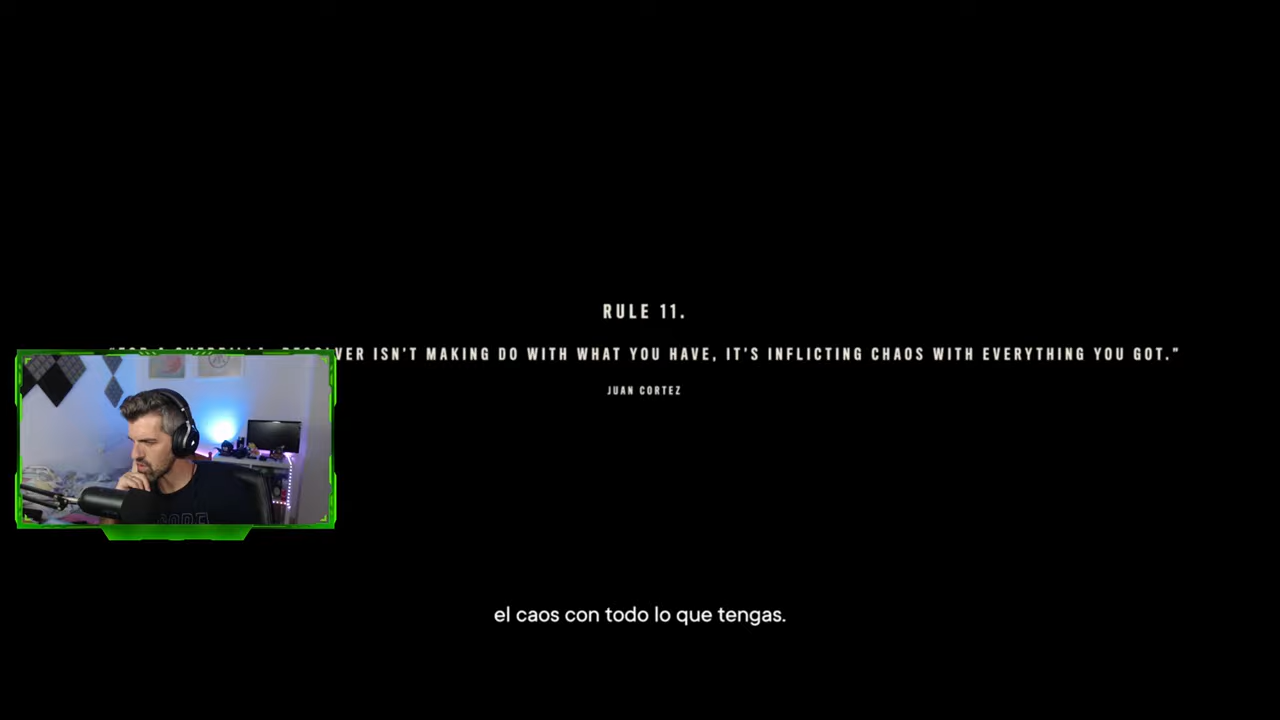 RULE 11.
ISN'T MAKING DO WITH WHAT YOU HAVE, IT'S INFLICTING CHAOS WITH EVERYTHING YOU GOT."
JUAN CORTEZ
el caos con todo lo que tengas.